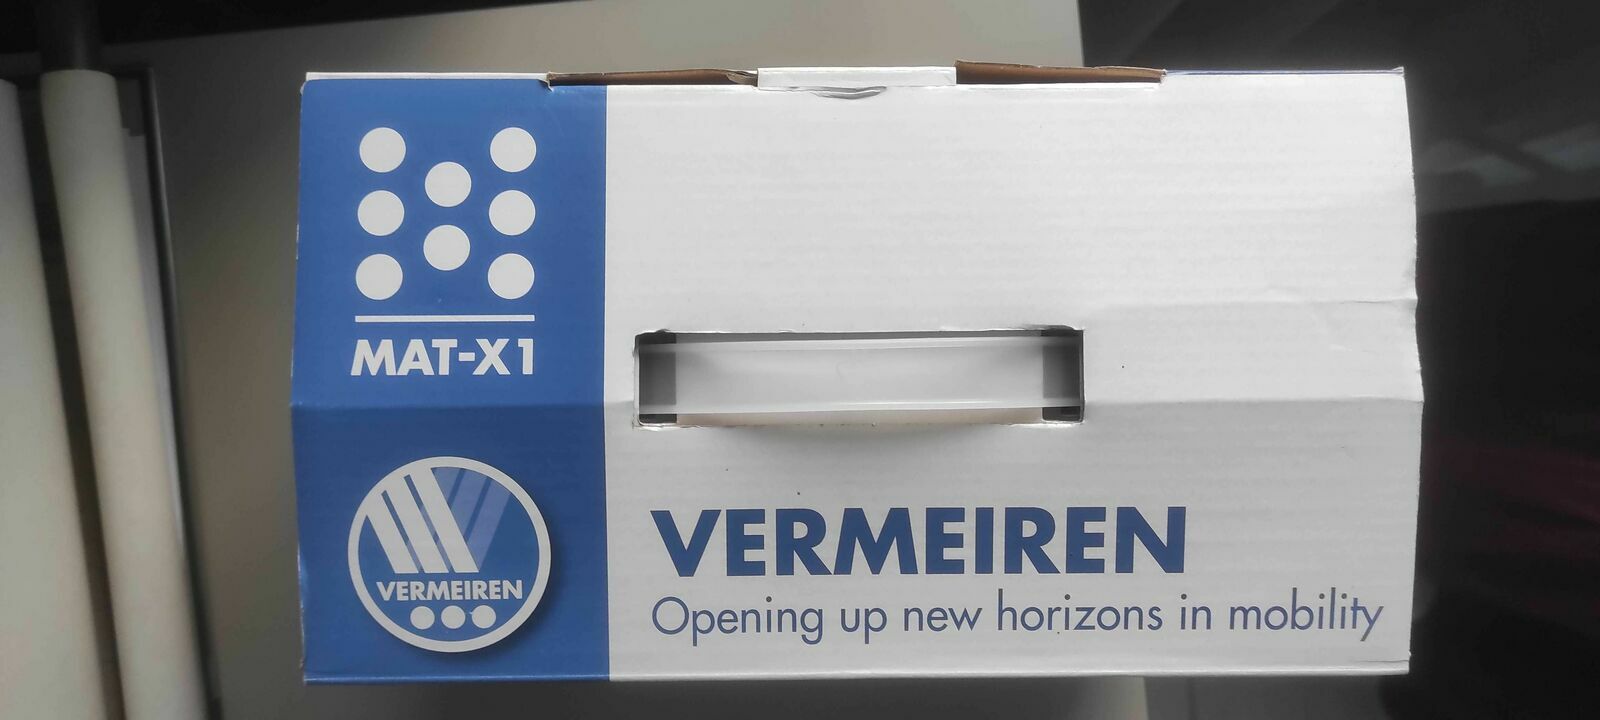 MAT-X1
VERMEIREN
VERMEIREN
Opening up new horizons in mobility